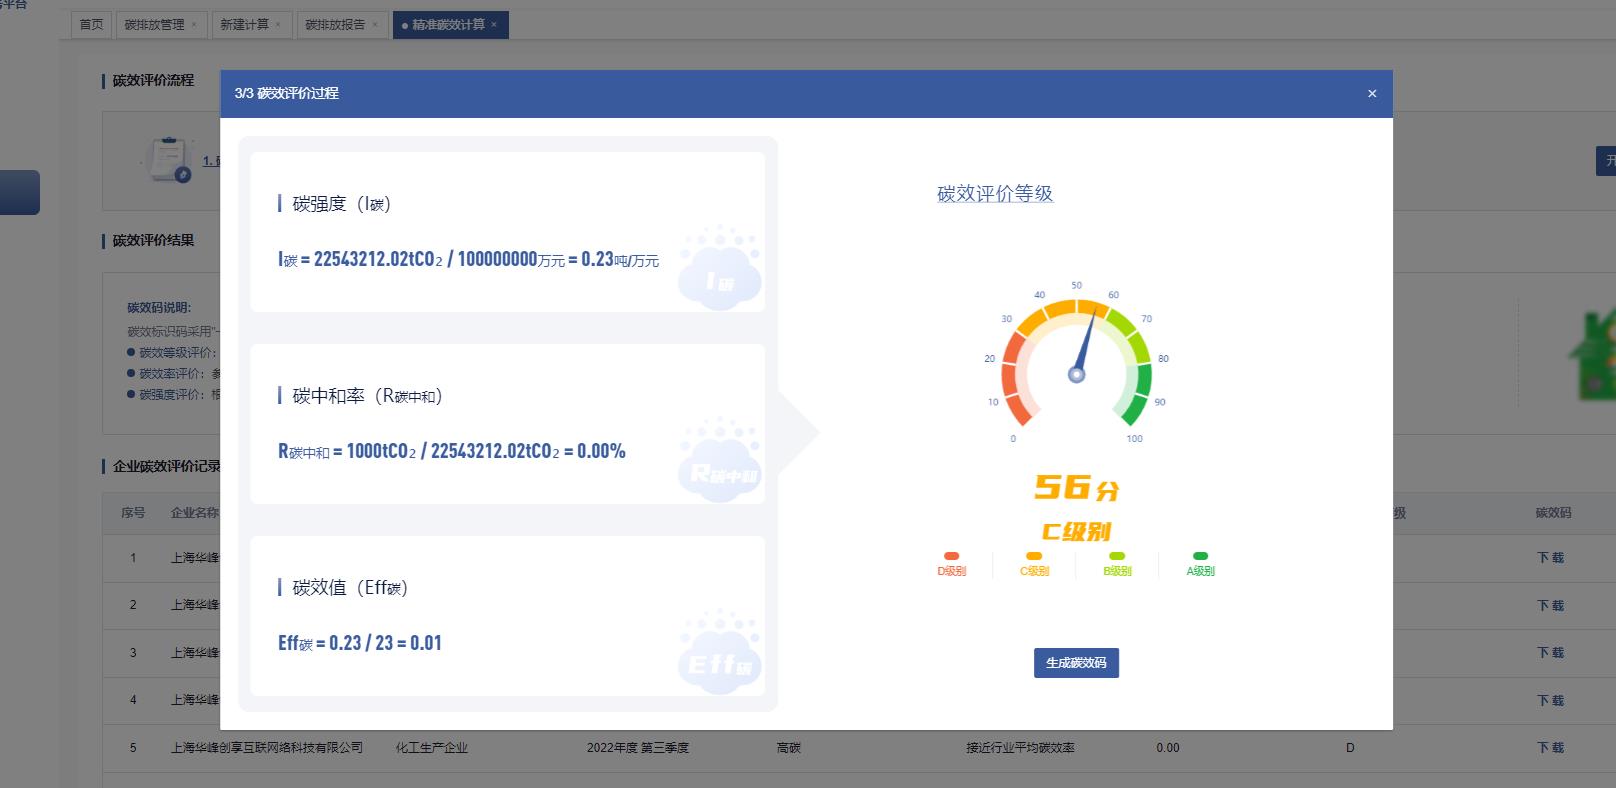 平台
首页
碳排放管理 ×
新建计算 ×
碳排放报告 ×
精准碳效计算 ×
碳效评价流程
3/3 碳效评价过程
×
1.
开
碳强度（I碳）
I碳 = 22543212.02tCO2 / 100000000万元 = 0.23吨/万元
I 碳
碳中和率（R碳中和）
R碳中和 = 1000tCO2 / 22543212.02tCO2 = 0.00%
R碳中和
碳效值（Eff碳）
Eff碳 = 0.23 / 23 = 0.01
Eff碳
碳效评价等级
0
10
20
30
40
50
60
70
80
90
100
56 分
C级别
D级别
C级别
B级别
A级别
生成碳效码
碳效评价结果
碳效码说明:
碳效标识码采用"
碳效等级评价:
碳效率评价: 参
碳强度评价: 根
企业碳效评价记录
序号
企业名称
级
碳效码
1
上海华峰
下载
2
上海华峰
下载
3
上海华峰
下载
4
上海华峰
下载
5
上海华峰创享互联网络科技有限公司
化工生产企业
2022年度 第三季度
高碳
接近行业平均碳效率
0.00
D
下载